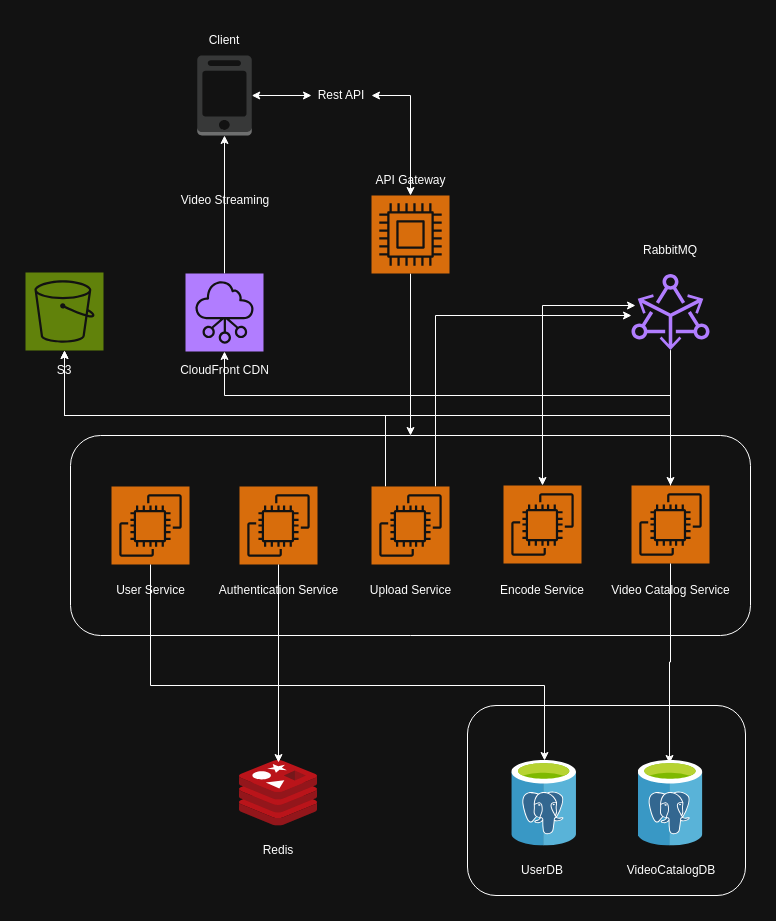 Client
Rest API
API Gateway
Video Streaming
RabbitMQ
S3
CloudFront CDN
User Service
Authentication Service
Upload Service
Encode Service
Video Catalog Service
Redis
UserDB
VideoCatalogDB